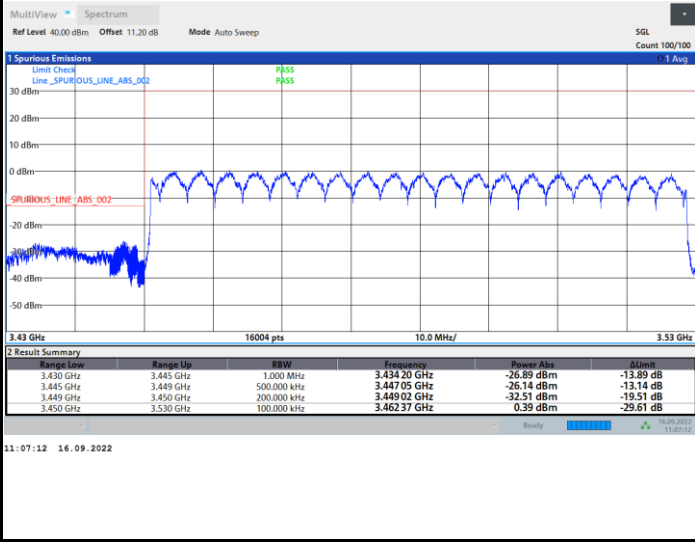 MultiView Spectrum
Ref Level 40.00 dBm Offset 11.20 dB Mode Auto Sweep SGL
Count 100/100
1 Spurious Emissions 1 Avg
Limit Check PASS
Line _SPURIOUS_LINE_ABS_002 PASS
30 dBm
20 dBm
10 dBm
0 dBm
_SPURIOUS_LINE_ABS_002
-20 dBm
-30 dBm
-40 dBm
-50 dBm
3.43 GHz 16004 pts 10.0 MHz/ 3.53 GHz
2 Result Summary
Range Low Range Up RBW Frequency Power Abs ΔLimit
3.430 GHz 3.445 GHz 1.000 MHz 3.434 20 GHz -26.89 dBm -13.89 dB
3.445 GHz 3.449 GHz 500.000 kHz 3.447 05 GHz -26.14 dBm -13.14 dB
3.449 GHz 3.450 GHz 200.000 kHz 3.449 02 GHz -32.51 dBm -19.51 dB
3.450 GHz 3.530 GHz 100.000 kHz 3.462 37 GHz 0.39 dBm -29.61 dB
Ready 16.09.2022
11:07:12
11:07:12 16.09.2022